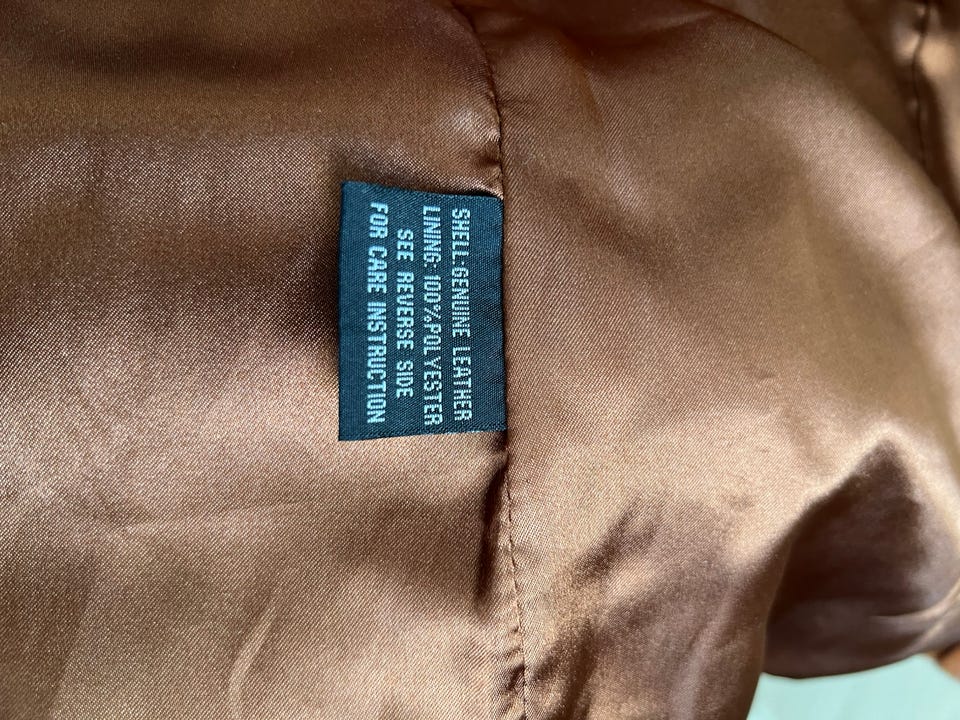 SHELL:GENUINE LEATHER
LINING: 100%POLYESTER
SEE REVERSE SIDE
FOR CARE INSTRUCTION